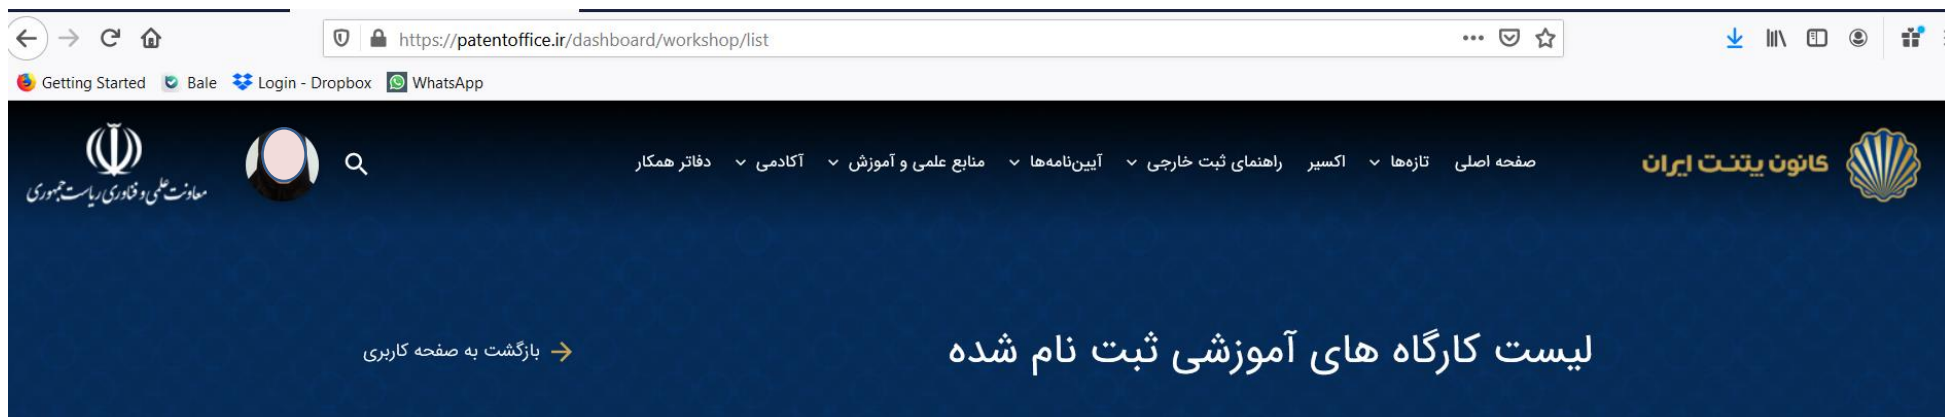 https://patentoffice.ir/dashboard/workshop/list
Getting Started Bale Login - Dropbox WhatsApp
کانون پتنت ایران
صفحه اصلی تازه‌ها اکسیر راهنمای ثبت خارجی آیین‌نامه‌ها منابع علمی و آموزش آکادمی دفاتر همکار
معاونت علمی و فناوری ریاست جمهوری
لیست کارگاه های آموزشی ثبت نام شده
بازگشت به صفحه کاربری